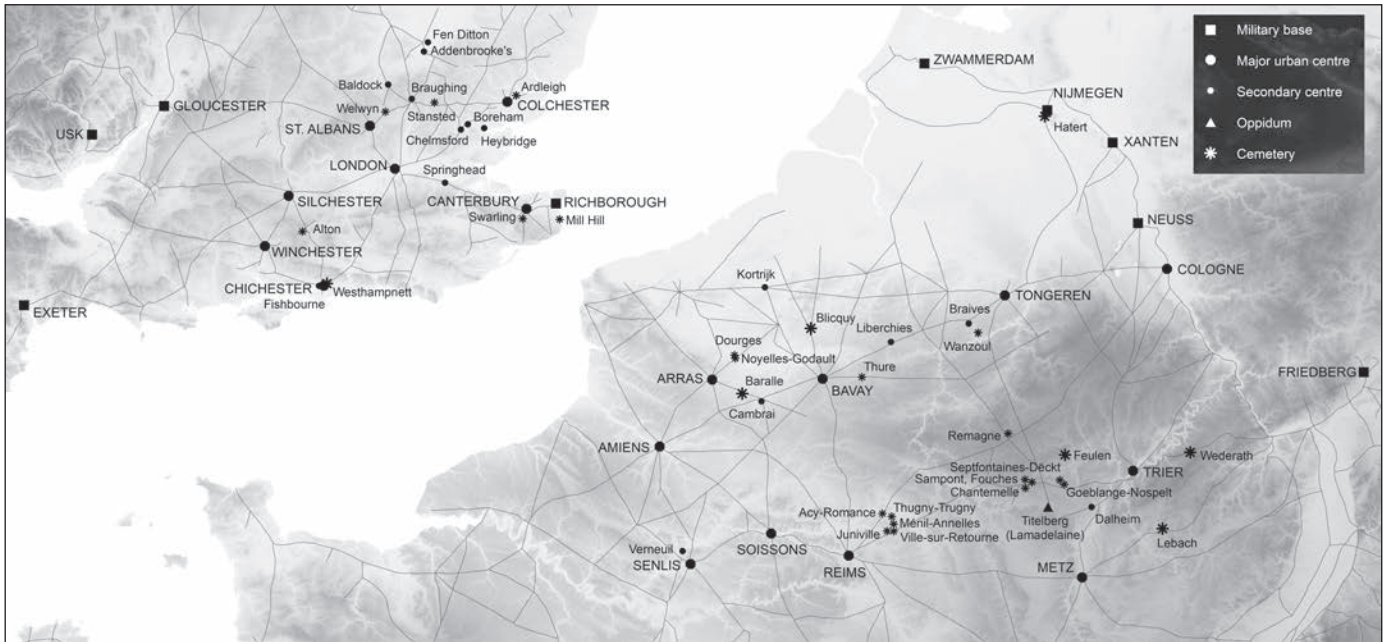 Fen Ditton
Addenbrooke's
Baldock
Braughing
Ardleigh
GLOUCESTER
Welwyn
Stansted
COLCHESTER
USK
ST. ALBANS
Boreham
Chelmsford
Heybridge
LONDON
Springhead
SILCHESTER
CANTERBURY
RICHBOROUGH
Swarling
Mill Hill
Alton
WINCHESTER
CHICHESTER
Westhampnett
Fishbourne
EXETER
ZWAMMERDAM
NIJMEGEN
Hatert
XANTEN
NEUSS
COLOGNE
Kortrijk
TONGEREN
Blicquy
Braives
Liberchies
Wanzoul
Dourges
Noyelles-Godault
Thure
ARRAS
Baralle
BAVAY
FRIEDBERG
Cambrai
Remagne
AMIENS
Feulen
Wederath
Septfontaines-Déckt
TRIER
Sampont, Fouches
Chantemelle
Goeblange-Nospelt
Acy-Romance
Thugny-Trugny
Titelberg
(Lamadelaine)
Dalheim
Ménil-Annelles
Juniville
Ville-sur-Retourne
Lebach
Verneuil
SOISSONS
SENLIS
REIMS
METZ
Military base
Major urban centre
Secondary centre
Oppidum
Cemetery